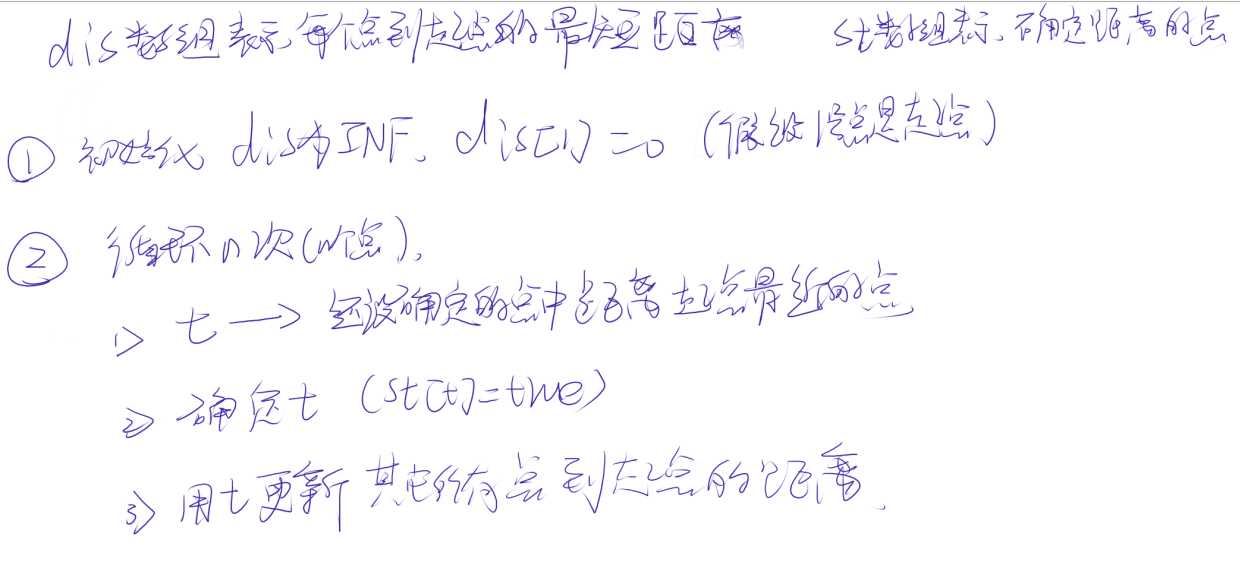 dis数组表示每个点到起点的最短距离 st数组表示确定距离的点
① 初始化 dis为INF, dis[1]=0 (假设1号点是起点)
② 循环n次(n个点),
1> t → 还没确定的点中距离起点最近的点
2> 确定t (st[t]=true)
3> 用t更新其它所有点到起点的距离.